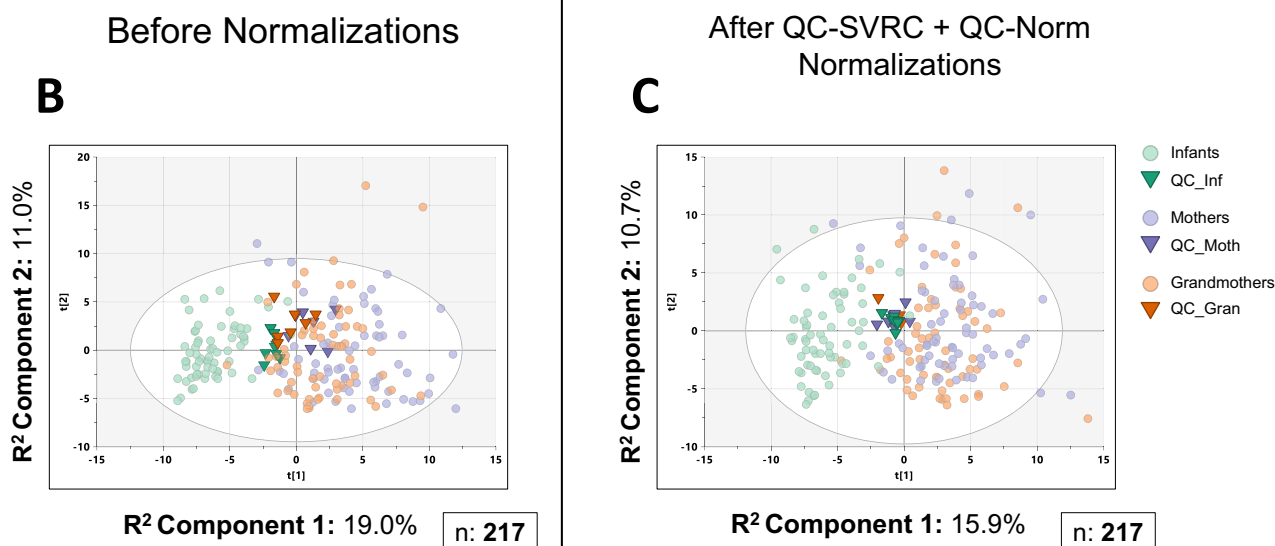 Before Normalizations
B
20
15
10
5
0
-5
-10
-15
-10
-5
0
5
10
15
t[2]
t[1]
R² Component 2: 11.0%
R² Component 1: 19.0%
n: 217
After QC-SVRC + QC-Norm
Normalizations
C
15
10
5
0
-5
-10
-15
-10
-5
0
5
10
15
t[2]
t[1]
R² Component 2: 10.7%
R² Component 1: 15.9%
n: 217
Infants
QC_Inf
Mothers
QC_Moth
Grandmothers
QC_Gran